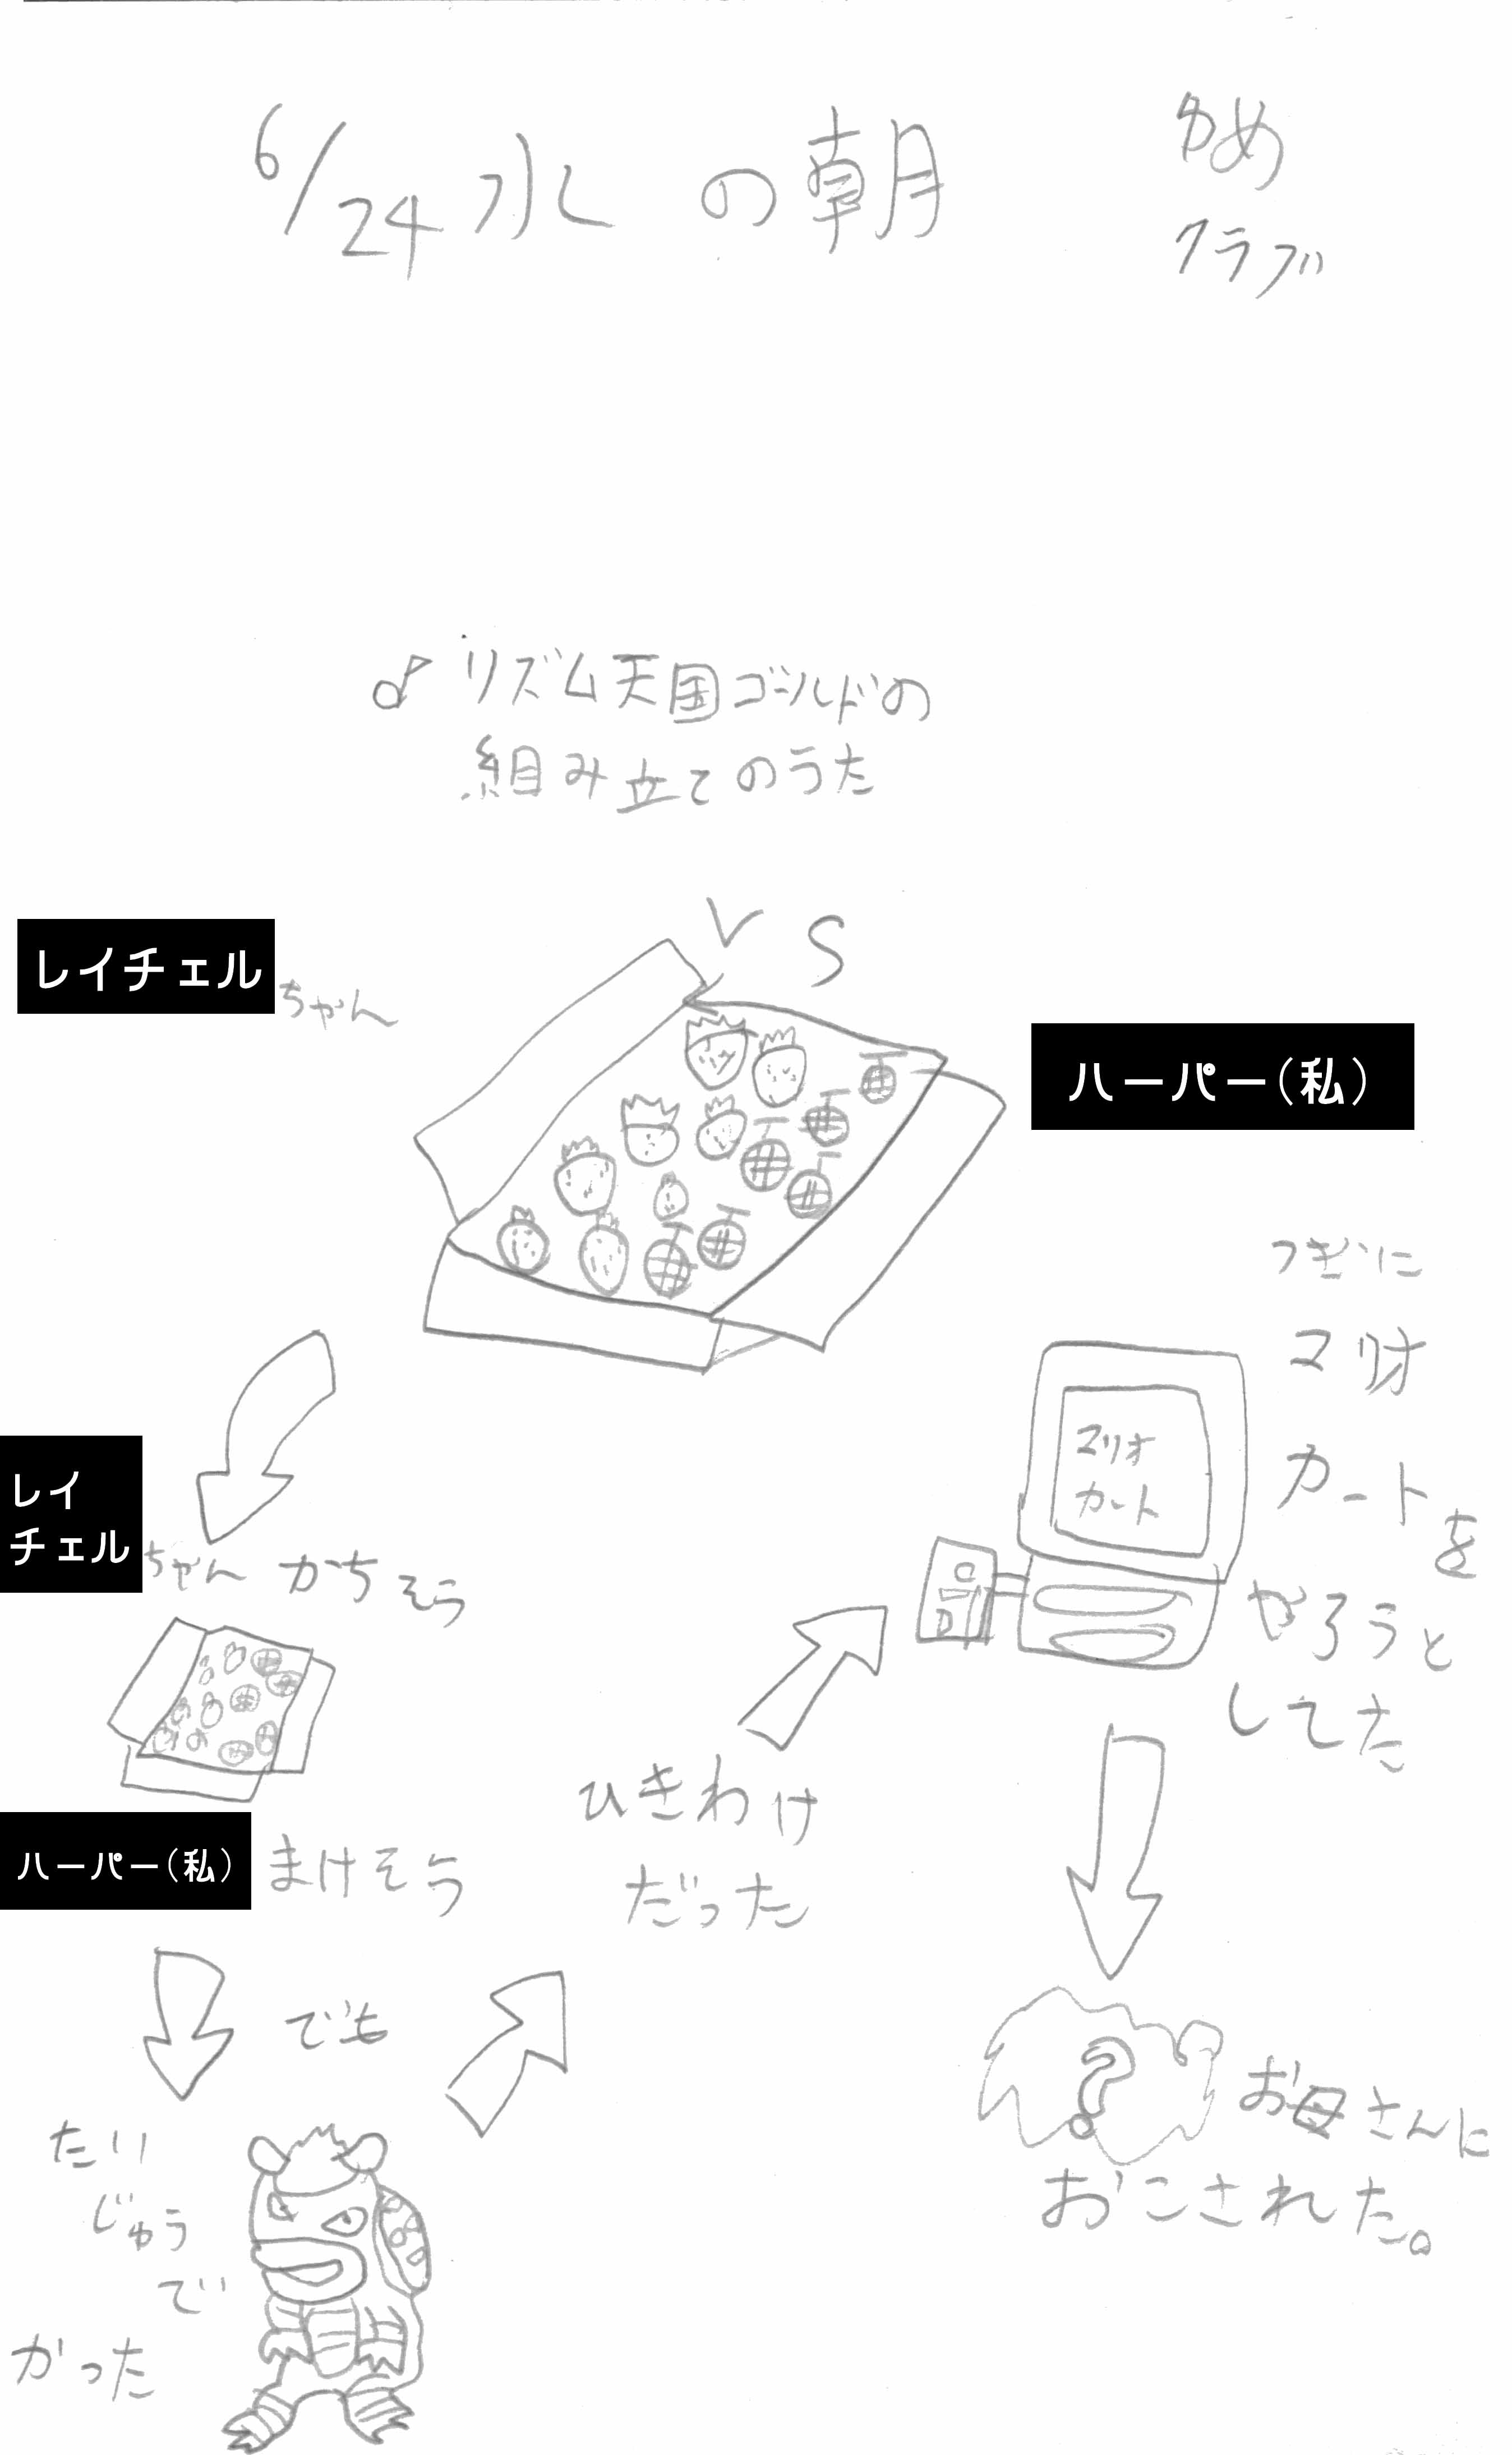 6/24 水 の朝
ゆめ
クラブ
♪ リズム天国ゴールドの
組み立てのうた
VS
レイチェル
ちゃん
ハーパー(私)
レイ
チェル
ちゃん かちそう
ハーパー(私) まけそう
でも
たい
じゅう
で
かった
ひきわけ
だった
つぎに
マリオ
カートを
やろうと
してた
マリオ
カート
?
お母さんに
おこされた。